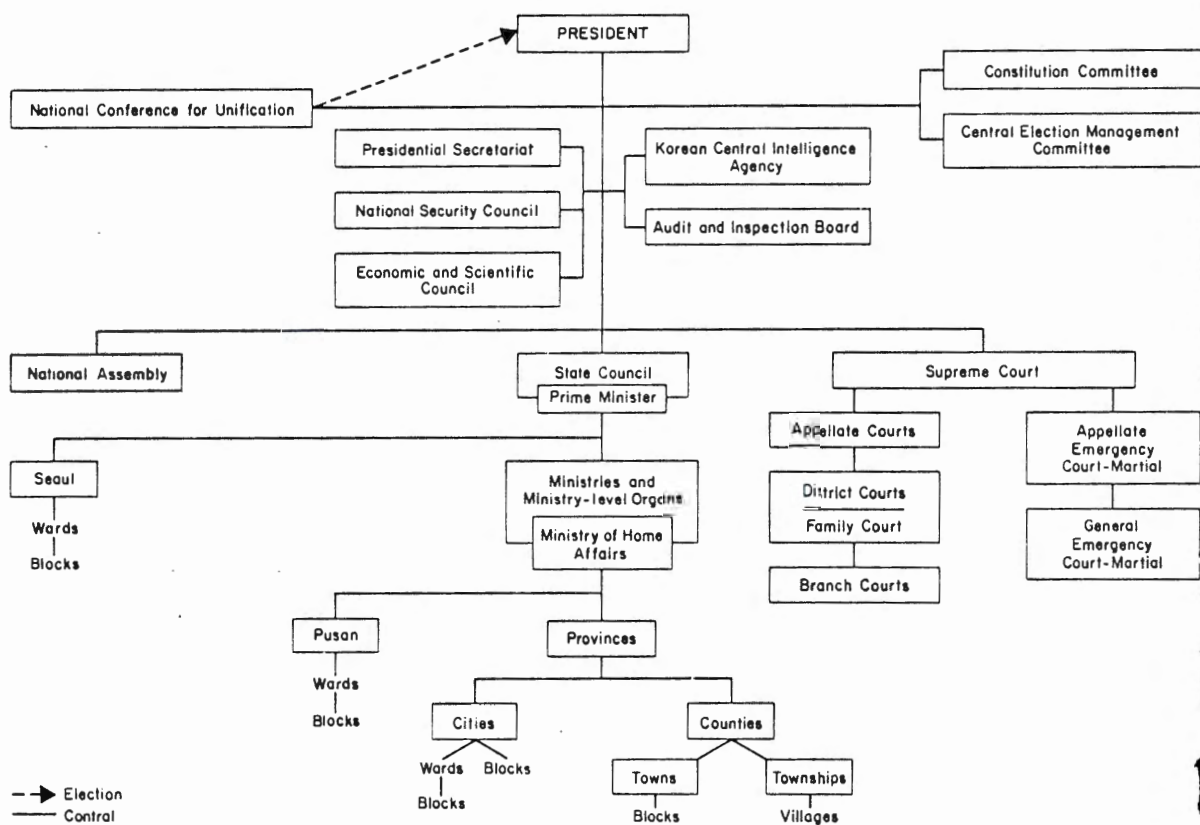 PRESIDENT
National Conference for Unification
Constitution Committee
Central Election Management
Committee
Presidential Secretariat
Korean Central Intelligence
Agency
National Security Council
Audit and Inspection Board
Economic and Scientific
Council
National Assembly
State Council
Prime Minister
Supreme Court
Appellate Courts
Appellate
Emergency
Court-Martial
Seoul
Wards
Blocks
Ministries and
Ministry-level Organs
Ministry of Home
Affairs
District Courts
Family Court
General
Emergency
Court-Martial
Branch Courts
Pusan
Wards
Blocks
Provinces
Cities
Wards
Blocks
Blocks
Counties
Towns
Blocks
Townships
Villages
Election
Control